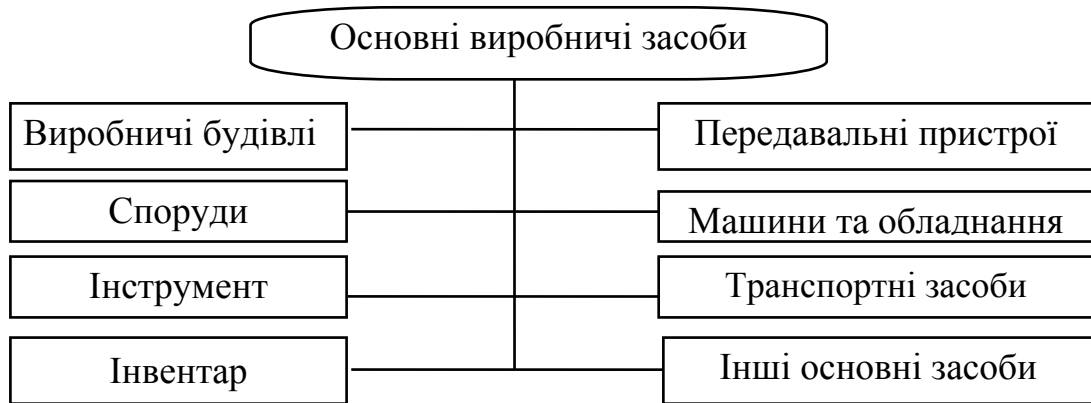 Основні виробничі засоби
Виробничі будівлі
Передавальні пристрої
Споруди
Машини та обладнання
Інструмент
Транспортні засоби
Інвентар
Інші основні засоби